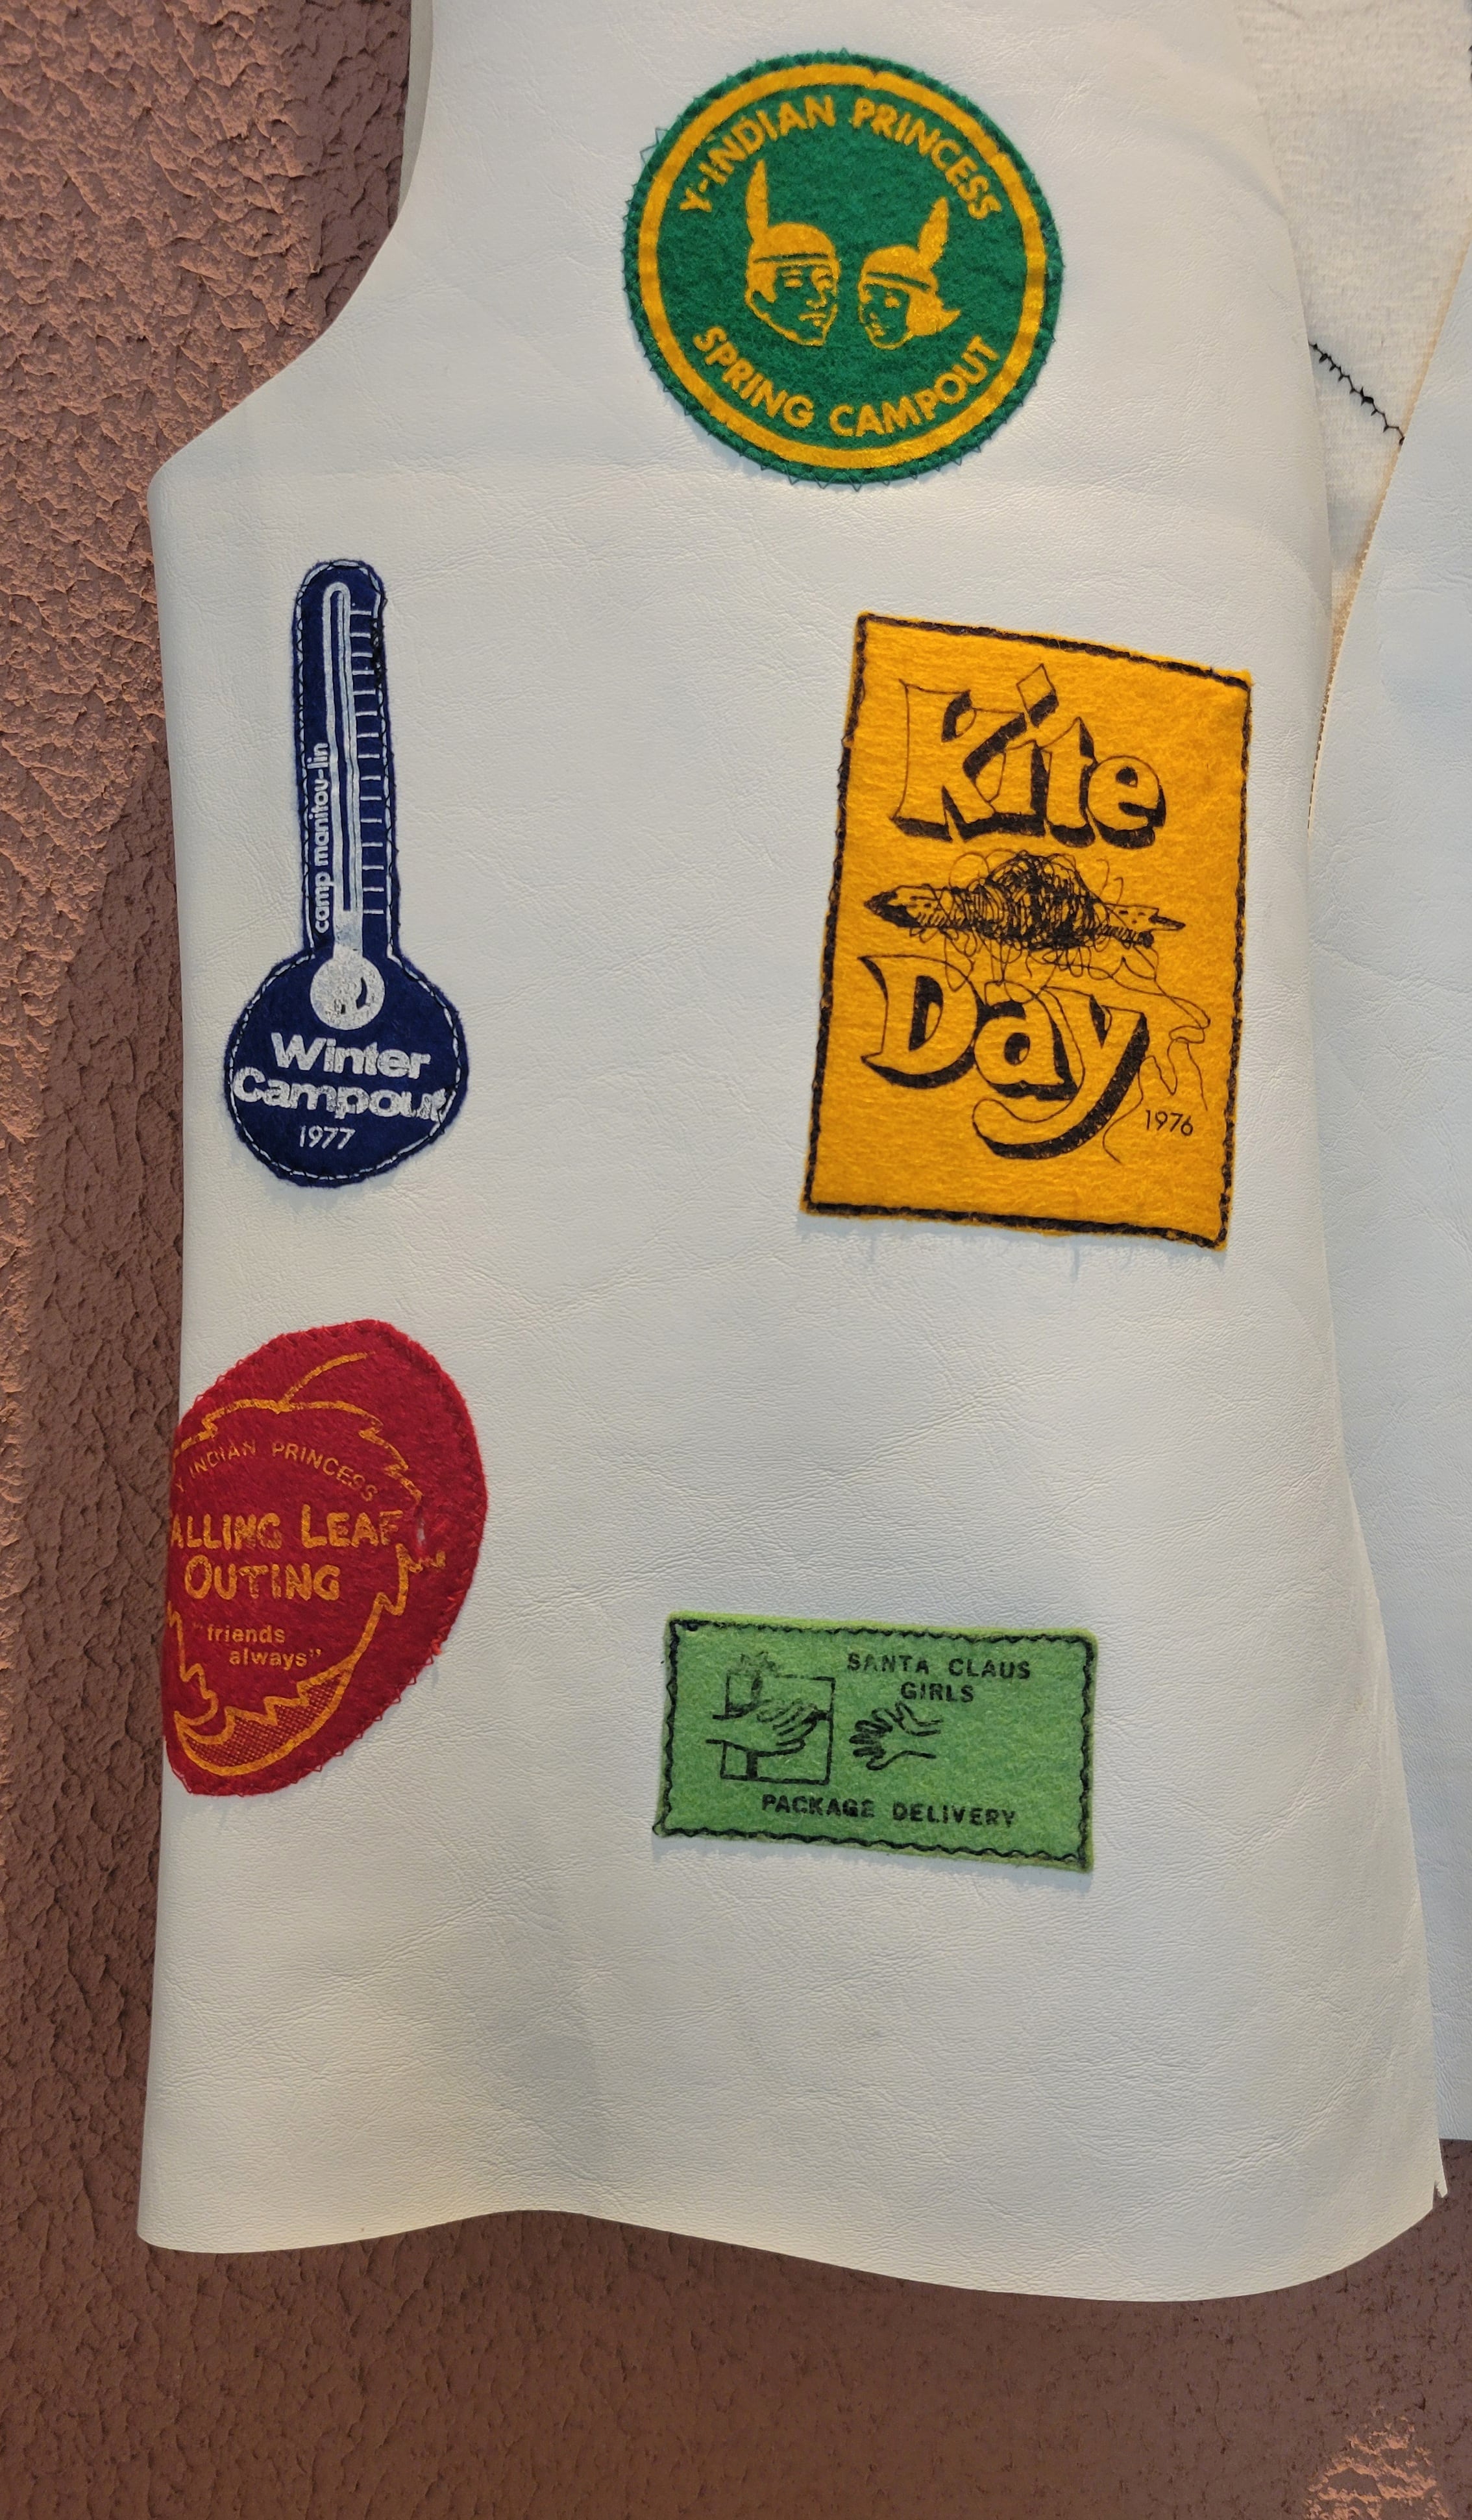 Y-INDIAN PRINCESS
SPRING CAMPOUT
camp manitou-lin
Winter
Campout
1977
Kite
Day
1976
Y INDIAN PRINCESS
ALLING LEAF
OUTING
"friends
always"
SANTA CLAUS
GIRLS
PACKAGE DELIVERY